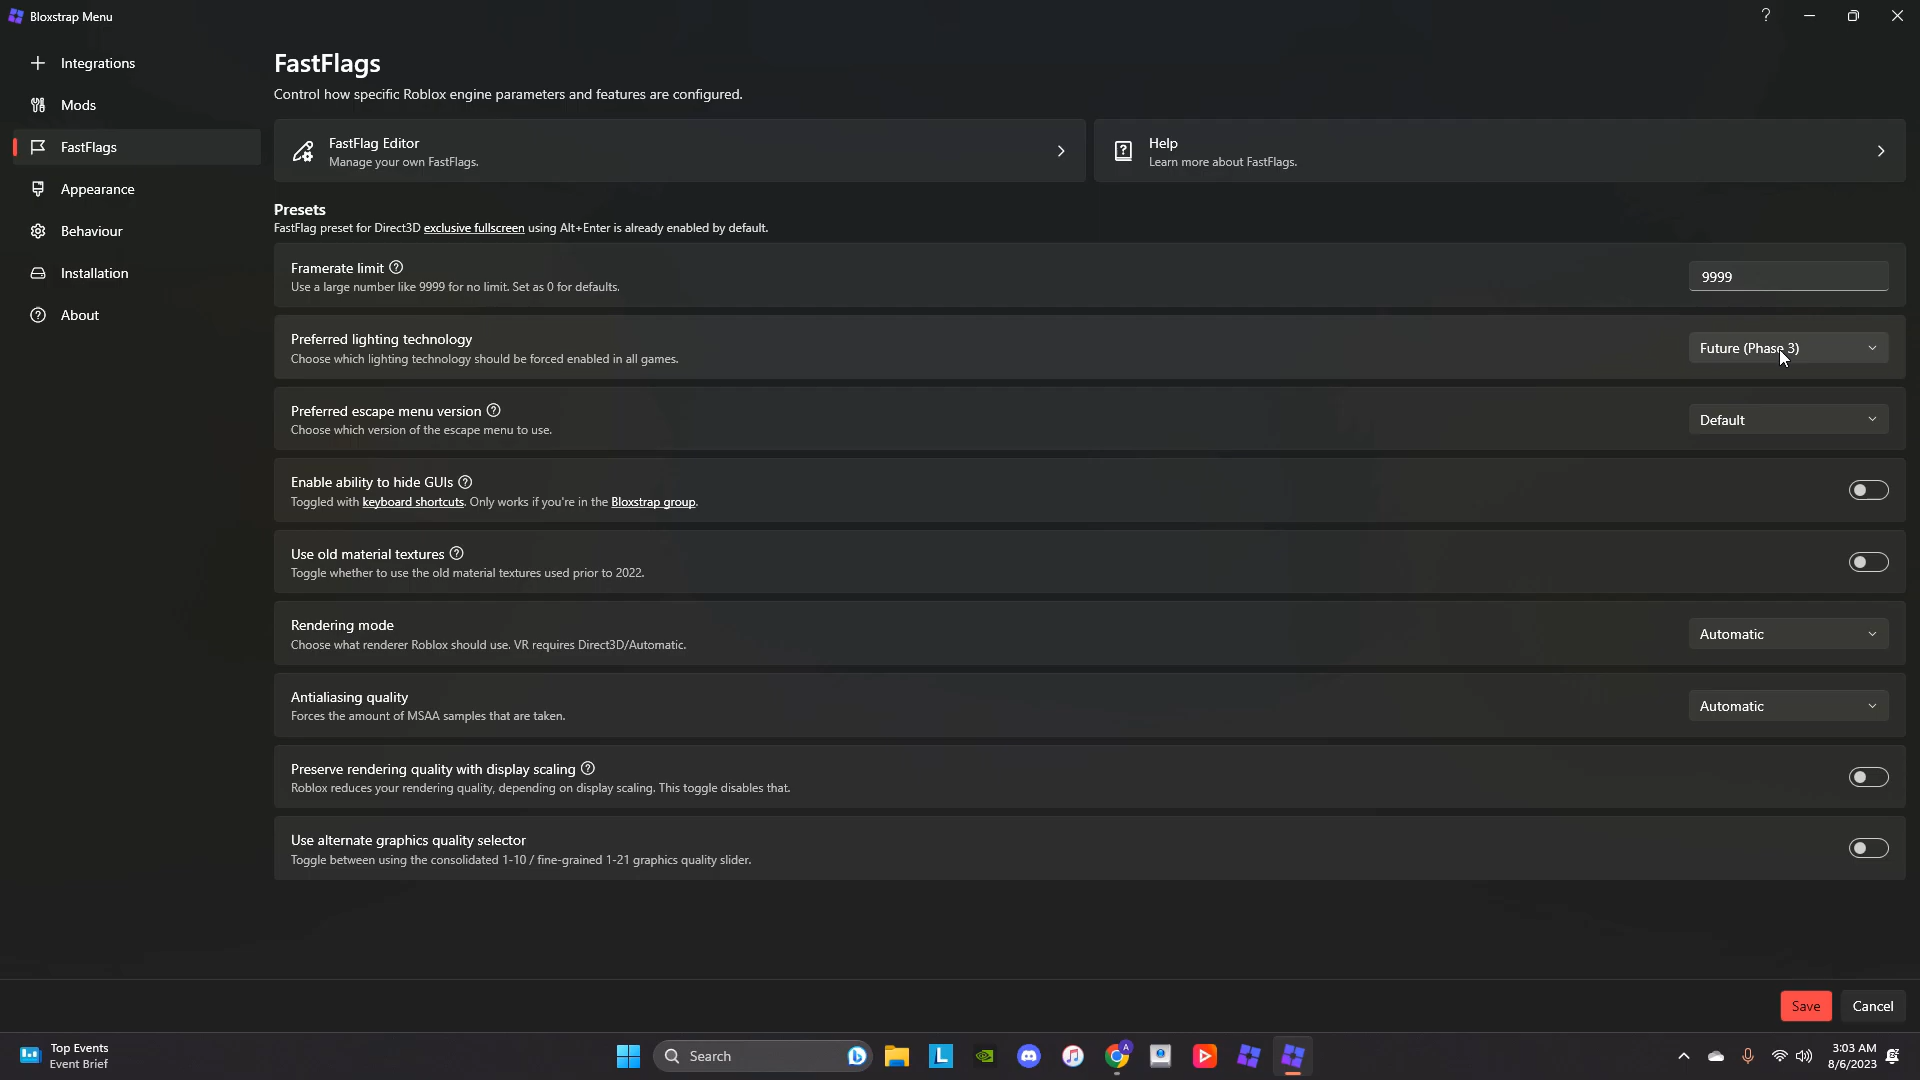 Bloxstrap Menu
Integrations
Mods
FastFlags
Appearance
Behaviour
Installation
About
FastFlags
Control how specific Roblox engine parameters and features are configured.
FastFlag Editor
Manage your own FastFlags.
Help
Learn more about FastFlags.
Presets
FastFlag preset for Direct3D exclusive fullscreen using Alt+Enter is already enabled by default.
Framerate limit
Use a large number like 9999 for no limit. Set as 0 for defaults.
9999
Preferred lighting technology
Choose which lighting technology should be forced enabled in all games.
Future (Phase 3)
Preferred escape menu version
Choose which version of the escape menu to use.
Default
Enable ability to hide GUIs
Toggled with keyboard shortcuts. Only works if you're in the Bloxstrap group.
Use old material textures
Toggle whether to use the old material textures used prior to 2022.
Rendering mode
Choose what renderer Roblox should use. VR requires Direct3D/Automatic.
Automatic
Antialiasing quality
Forces the amount of MSAA samples that are taken.
Automatic
Preserve rendering quality with display scaling
Roblox reduces your rendering quality, depending on display scaling. This toggle disables that.
Use alternate graphics quality selector
Toggle between using the consolidated 1-10 / fine-grained 1-21 graphics quality slider.
Save
Cancel
Top Events
Event Brief
Search
L
A
3:03 AM
8/6/2023